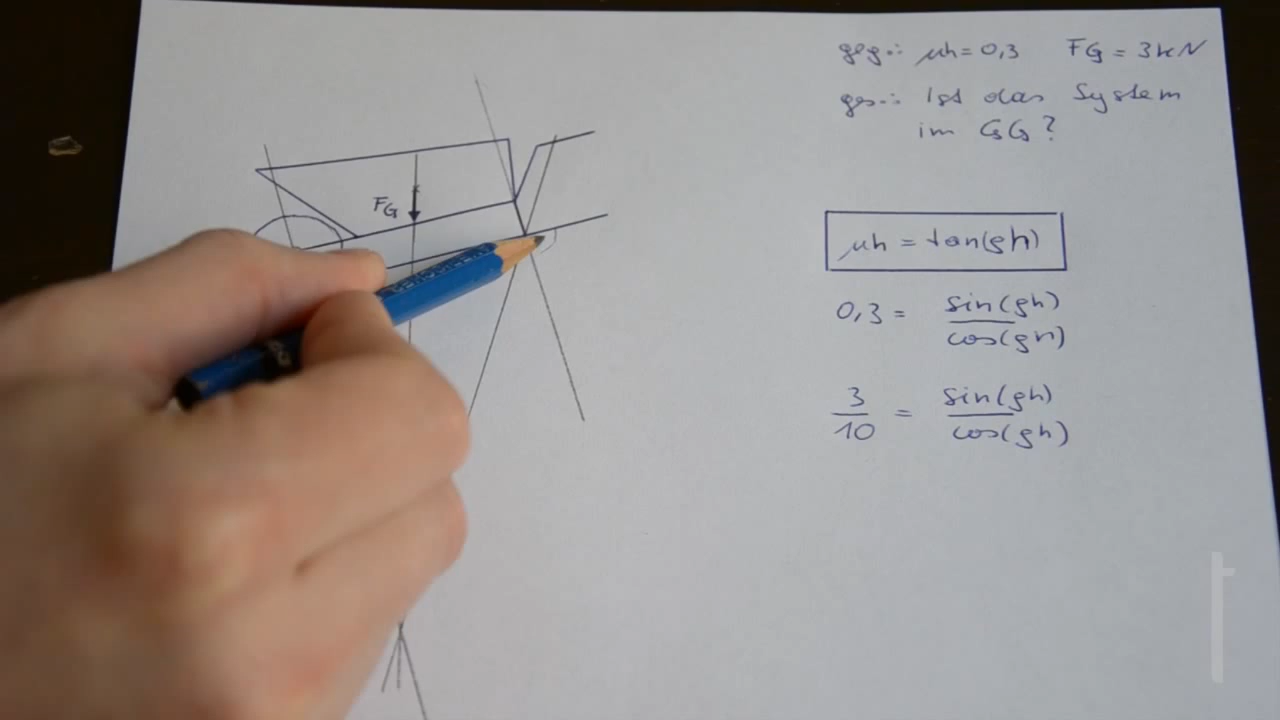 geg.: μh = 0,3 FG = 3kN
ges.: Ist das System
im GG?
FG
μh = tan(ρh)
0,3 = sin(ρh)
cos(ρh)
3 = sin(ρh)
10 cos(ρh)